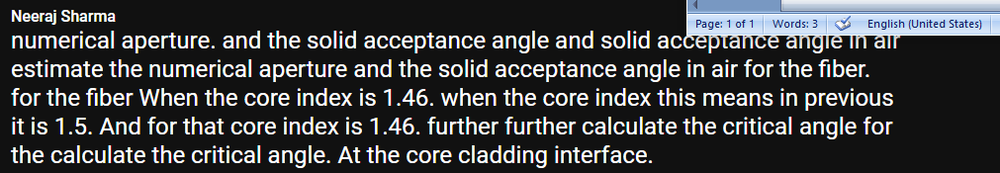 Neeraj Sharma
Page: 1 of 1 Words: 3 English (United States)
numerical aperture. and the solid acceptance angle and solid acceptance angle in air
estimate the numerical aperture and the solid acceptance angle in air for the fiber.
for the fiber When the core index is 1.46. when the core index this means in previous
it is 1.5. And for that core index is 1.46. further further calculate the critical angle for
the calculate the critical angle. At the core cladding interface.